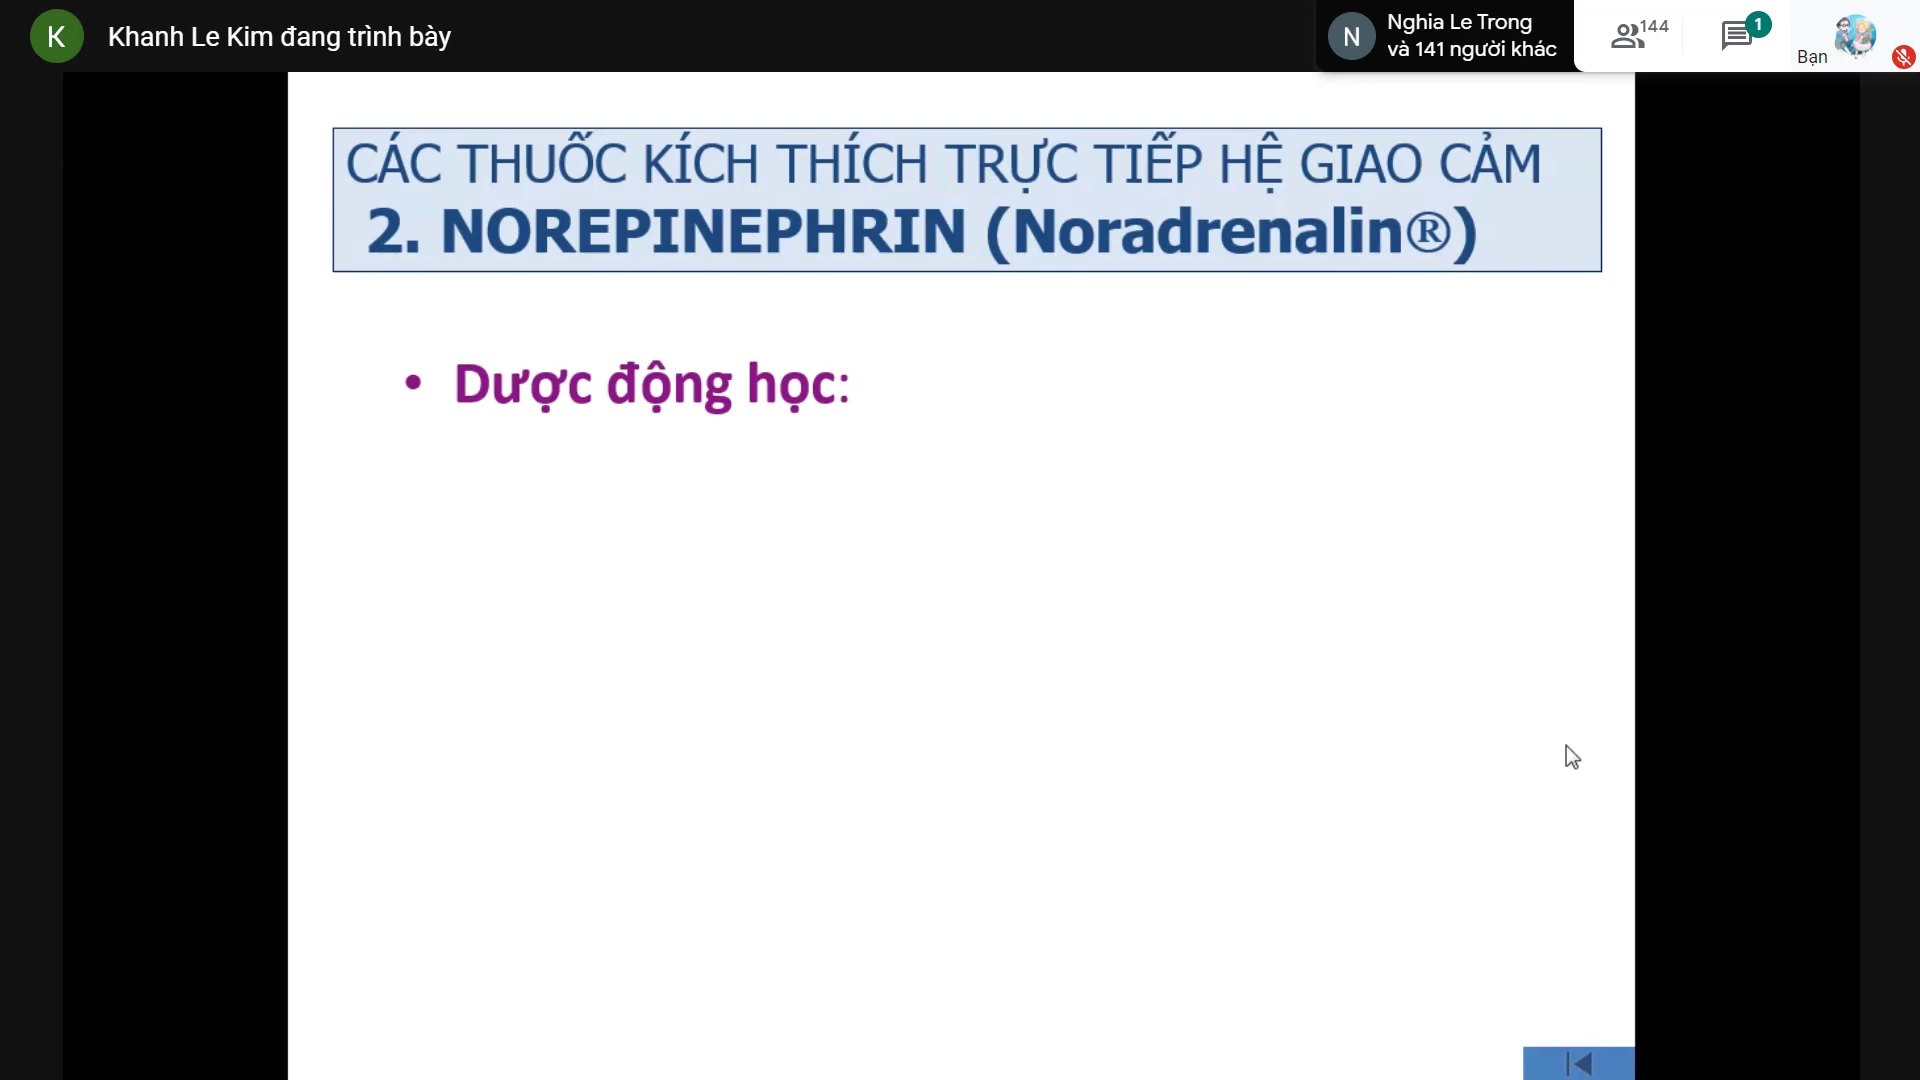 K
Khanh Le Kim đang trình bày
N
Nghia Le Trong
và 141 người khác
144
1
Bạn
CÁC THUỐC KÍCH THÍCH TRỰC TIẾP HỆ GIAO CẢM
2. NOREPINEPHRIN (Noradrenalin®)
• Dược động học: